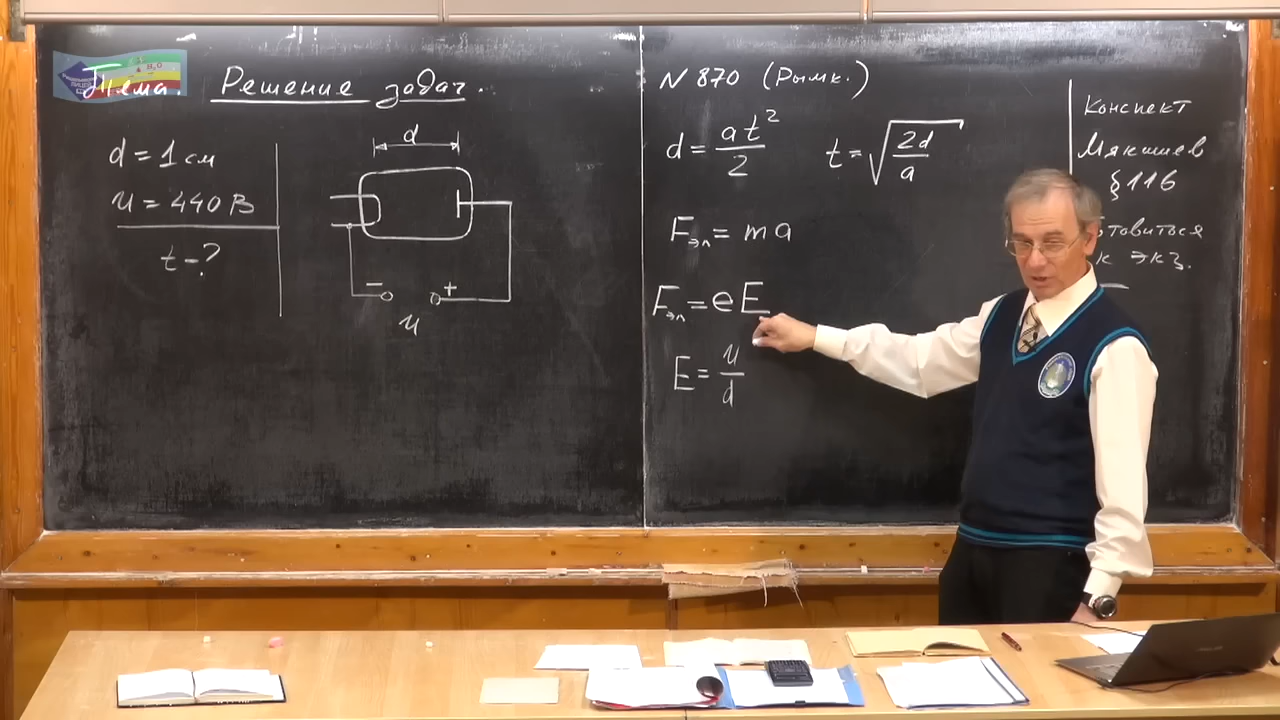 Тема. Решение задач.
d = 1 см
U = 440 В
t - ?
d
- +
U
N 870 (Рымк.)
d = at²/2
t = √(2d/a)
Fэл = ma
Fэл = eE
E = U/d
Конспект
Мякишев
§ 116
к экз.
H₂O